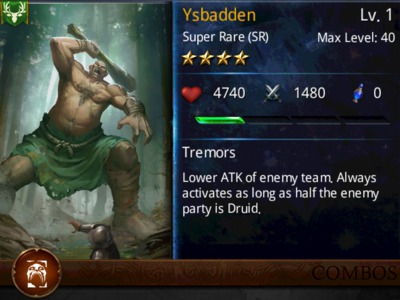 Ysbadden Lv. 1
Super Rare (SR) Max Level: 40
4740 1480 0
Tremors
Lower ATK of enemy team. Always
activates as long as half the enemy
party is Druid.
COMBOS